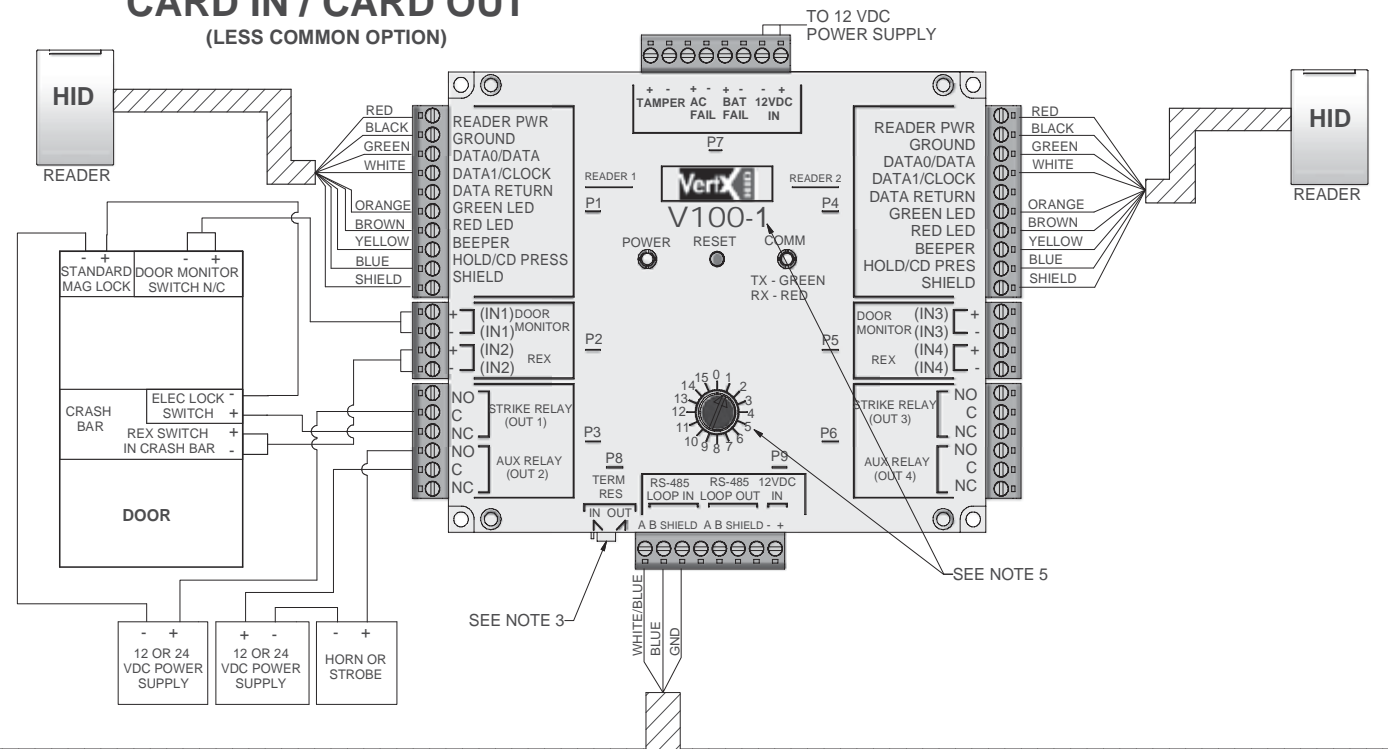 CARD IN / CARD OUT
(LESS COMMON OPTION)
TO 12 VDC
POWER SUPPLY
HID
READER
HID
READER
+ - + - + - - +
TAMPER AC BAT 12VDC
FAIL FAIL IN
P7
RED
BLACK
GREEN
WHITE
ORANGE
BROWN
YELLOW
BLUE
SHIELD
READER PWR
GROUND
DATA0/DATA
DATA1/CLOCK
DATA RETURN
GREEN LED
RED LED
BEEPER
HOLD/CD PRESS
SHIELD
READER 1
P1
VertX HID
V100-1
READER 2
P4
POWER
RESET
COMM
TX - GREEN
RX - RED
READER PWR
GROUND
DATA0/DATA
DATA1/CLOCK
DATA RETURN
GREEN LED
RED LED
BEEPER
HOLD/CD PRES
SHIELD
RED
BLACK
GREEN
WHITE
ORANGE
BROWN
YELLOW
BLUE
SHIELD
- +
STANDARD
MAG LOCK
- +
DOOR MONITOR
SWITCH N/C
CRASH
BAR
ELEC LOCK -
SWITCH +
REX SWITCH +
IN CRASH BAR -
DOOR
+ (IN1) DOOR
- (IN1) MONITOR
+ (IN2)
- (IN2) REX
P2
NO
C
NC
STRIKE RELAY
(OUT 1)
NO
C
NC
AUX RELAY
(OUT 2)
P3
15 0 1 2 3 4 5 6 7 8 9 10 11 12 13 14
P5
DOOR (IN3) +
MONITOR (IN3) -
REX (IN4) +
(IN4) -
P6
STRIKE RELAY
(OUT 3)
NO
C
NC
AUX RELAY
(OUT 4)
NO
C
NC
P8
TERM
RES
IN OUT
P9
RS-485 RS-485 12VDC
LOOP IN LOOP OUT IN
A B SHIELD A B SHIELD - +
SEE NOTE 5
SEE NOTE 3
WHITE/BLUE
BLUE
GND
- +
12 OR 24
VDC POWER
SUPPLY
+ -
12 OR 24
VDC POWER
SUPPLY
- +
HORN OR
STROBE